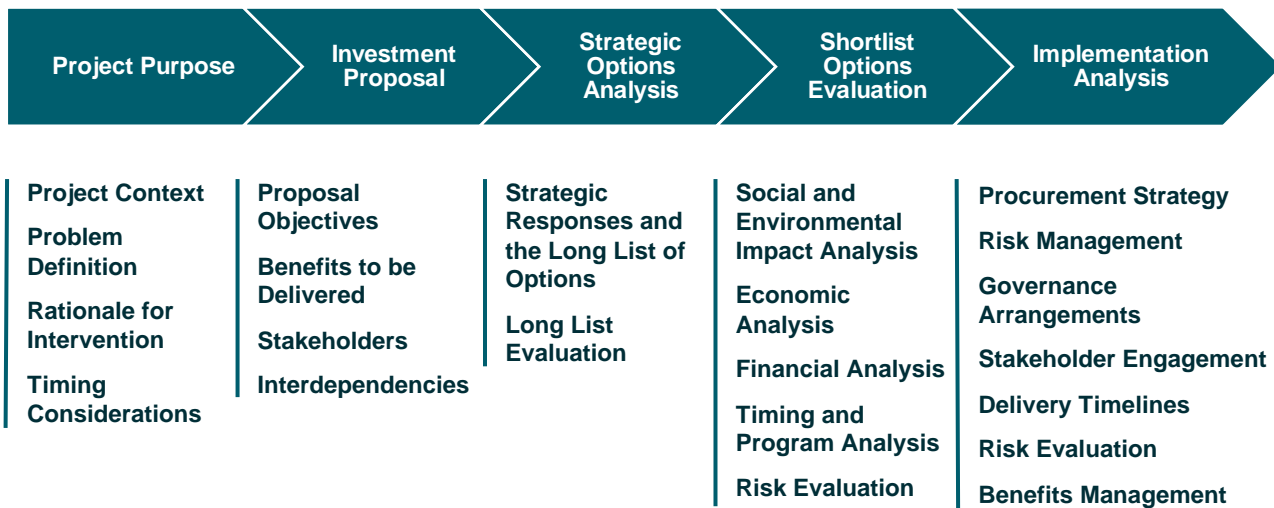 Project Purpose
Investment
Proposal
Strategic
Options
Analysis
Shortlist
Options
Evaluation
Implementation
Analysis
Project Context
Problem
Definition
Rationale for
Intervention
Timing
Considerations
Proposal
Objectives
Benefits to be
Delivered
Stakeholders
Interdependencies
Strategic
Responses and
the Long List of
Options
Long List
Evaluation
Social and
Environmental
Impact Analysis
Economic
Analysis
Financial Analysis
Timing and
Program Analysis
Risk Evaluation
Procurement Strategy
Risk Management
Governance
Arrangements
Stakeholder Engagement
Delivery Timelines
Risk Evaluation
Benefits Management